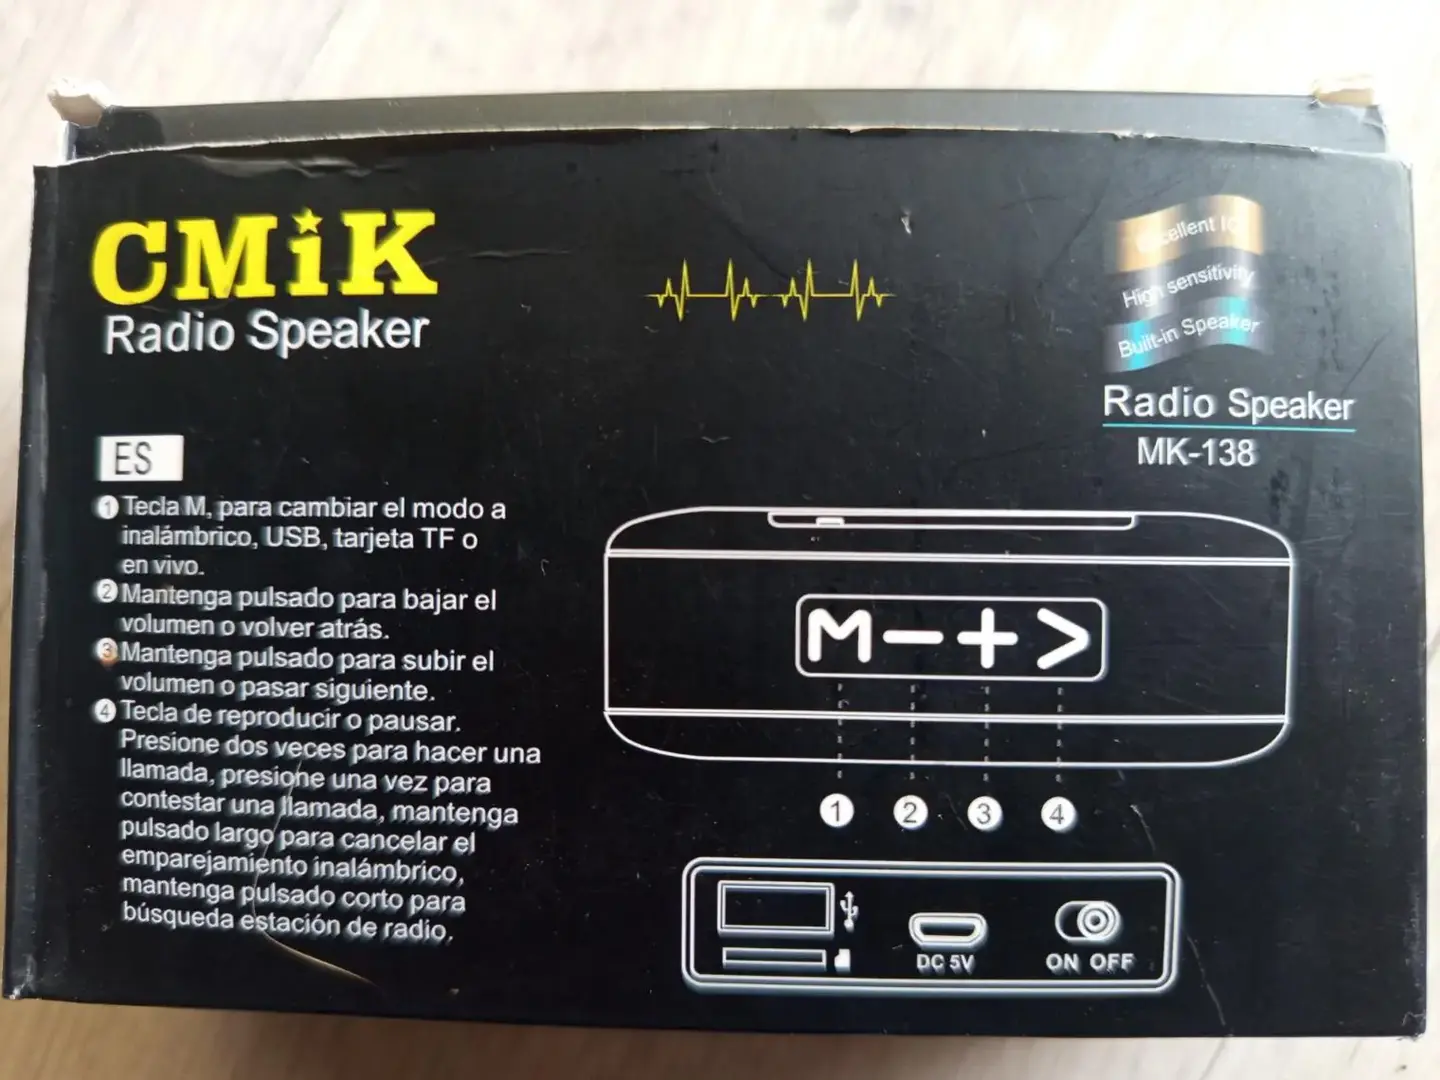 CMiK
Radio Speaker
Excellent Ic
High sensitivity
Built-in Speaker
Radio Speaker
MK-138
ES
1 Tecla M, para cambiar el modo a
inalámbrico, USB, tarjeta TF o
en vivo.
2 Mantenga pulsado para bajar el
volumen o volver atrás.
3 Mantenga pulsado para subir el
volumen o pasar siguiente.
4 Tecla de reproducir o pausar.
Presione dos veces para hacer una
llamada, presione una vez para
contestar una llamada, mantenga
pulsado largo para cancelar el
emparejamiento inalámbrico,
mantenga pulsado corto para
búsqueda estación de radio.
M - + >
1 2 3 4
DC 5V
ON OFF